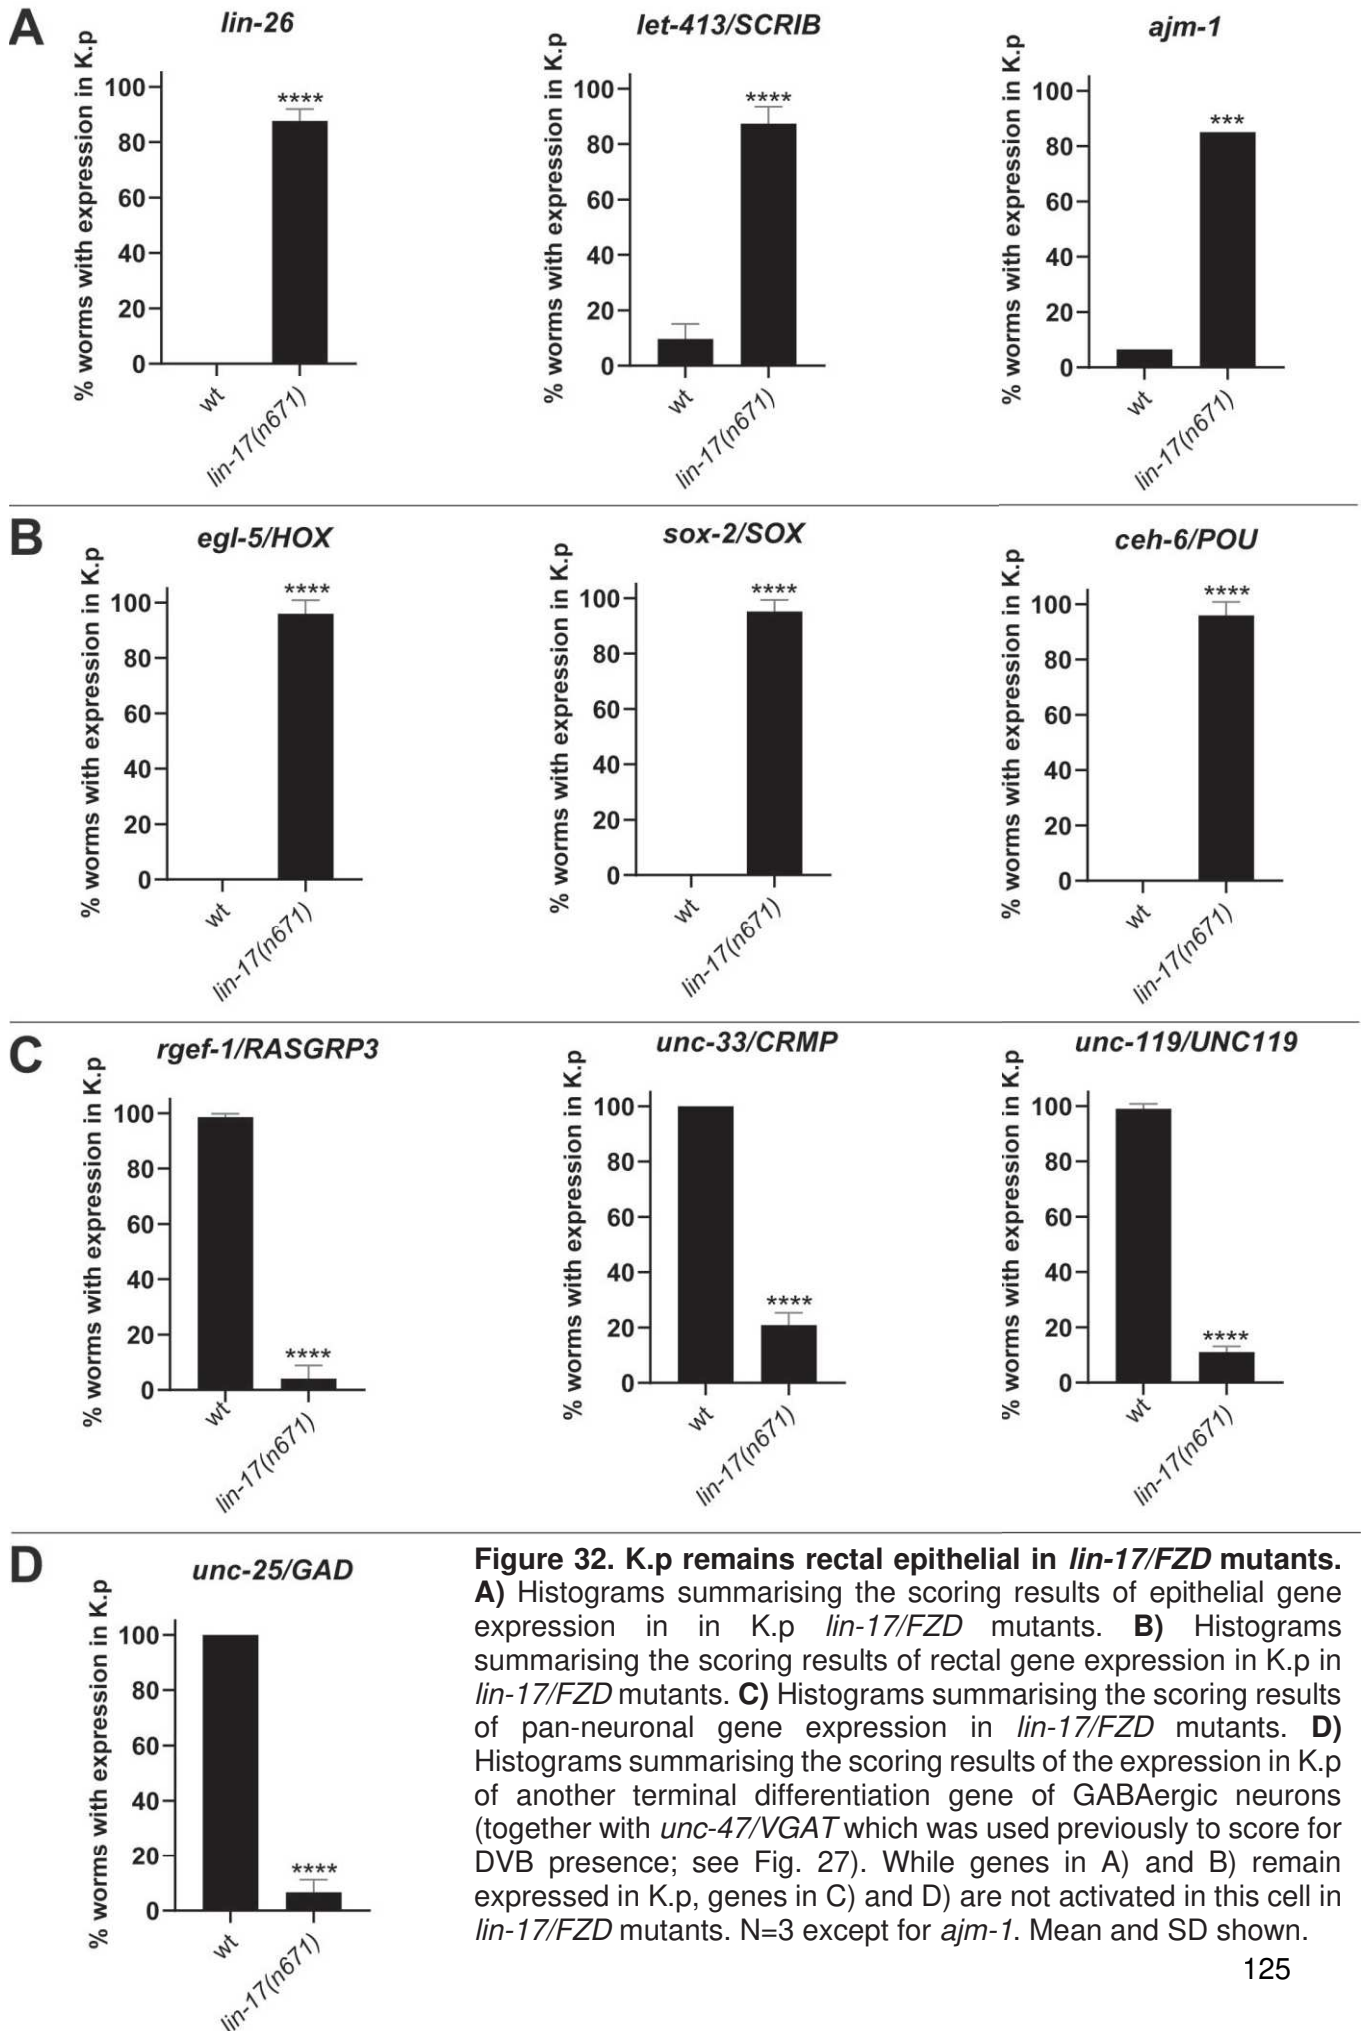 A
lin-26
let-413/SCRIB
ajm-1
% worms with expression in K.p
100
80
60
40
20
0
****
wt
lin-17(n671)
% worms with expression in K.p
100
80
60
40
20
0
****
wt
lin-17(n671)
% worms with expression in K.p
100
80
60
40
20
0
***
wt
lin-17(n671)
B
egl-5/HOX
sox-2/SOX
ceh-6/POU
% worms with expression in K.p
100
80
60
40
20
0
****
wt
lin-17(n671)
% worms with expression in K.p
100
80
60
40
20
0
****
wt
lin-17(n671)
% worms with expression in K.p
100
80
60
40
20
0
****
wt
lin-17(n671)
C
rgef-1/RASGRP3
unc-33/CRMP
unc-119/UNC119
% worms with expression in K.p
100
80
60
40
20
0
****
wt
lin-17(n671)
% worms with expression in K.p
100
80
60
40
20
0
****
wt
lin-17(n671)
% worms with expression in K.p
100
80
60
40
20
0
****
wt
lin-17(n671)
D
unc-25/GAD
% worms with expression in K.p
100
80
60
40
20
0
****
wt
lin-17(n671)
Figure 32. K.p remains rectal epithelial in lin-17/FZD mutants.
A) Histograms summarising the scoring results of epithelial gene
expression in in K.p lin-17/FZD mutants. B) Histograms
summarising the scoring results of rectal gene expression in K.p in
lin-17/FZD mutants. C) Histograms summarising the scoring results
of pan-neuronal gene expression in lin-17/FZD mutants. D)
Histograms summarising the scoring results of the expression in K.p
of another terminal differentiation gene of GABAergic neurons
(together with unc-47/VGAT which was used previously to score for
DVB presence; see Fig. 27). While genes in A) and B) remain
expressed in K.p, genes in C) and D) are not activated in this cell in
lin-17/FZD mutants. N=3 except for ajm-1. Mean and SD shown.
125